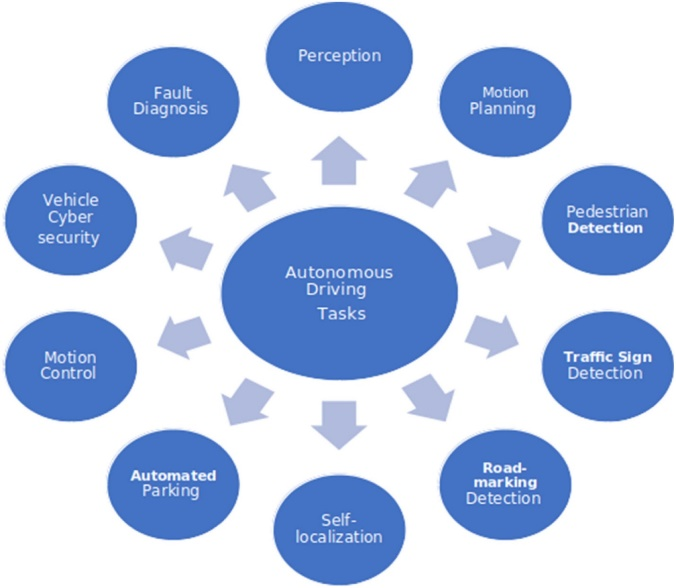 Perception
Motion
Planning
Pedestrian
Detection
Traffic Sign
Detection
Road-
marking
Detection
Self-
localization
Automated
Parking
Motion
Control
Vehicle
Cyber
security
Fault
Diagnosis
Autonomous
Driving
Tasks